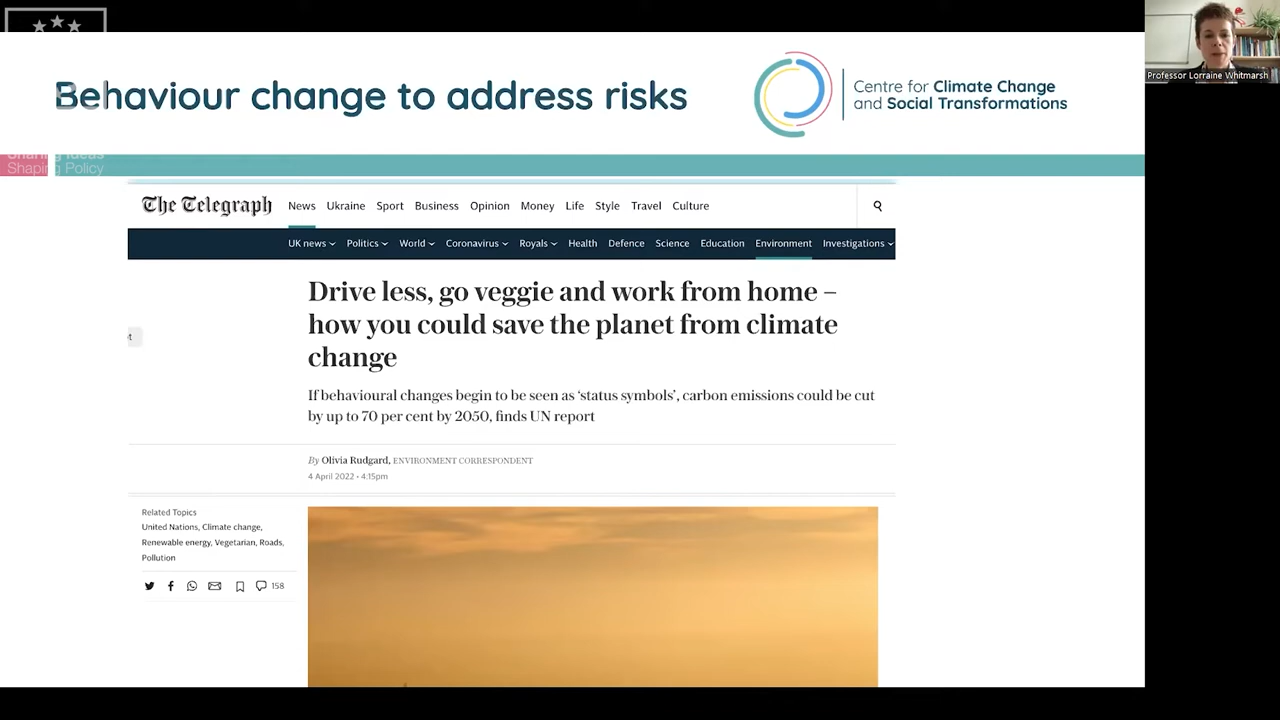 Behaviour change to address risks
Centre for Climate Change
and Social Transformations
Professor Lorraine Whitmarsh
Sharing Ideas
Shaping Policy
The Telegraph
News Ukraine Sport Business Opinion Money Life Style Travel Culture
UK news Politics World Coronavirus Royals Health Defence Science Education Environment Investigations
Drive less, go veggie and work from home –
how you could save the planet from climate
change
If behavioural changes begin to be seen as ‘status symbols’, carbon emissions could be cut
by up to 70 per cent by 2050, finds UN report
By Olivia Rudgard, ENVIRONMENT CORRESPONDENT
4 April 2022 • 4:15pm
Related Topics
United Nations, Climate change,
Renewable energy, Vegetarian, Roads,
Pollution
158